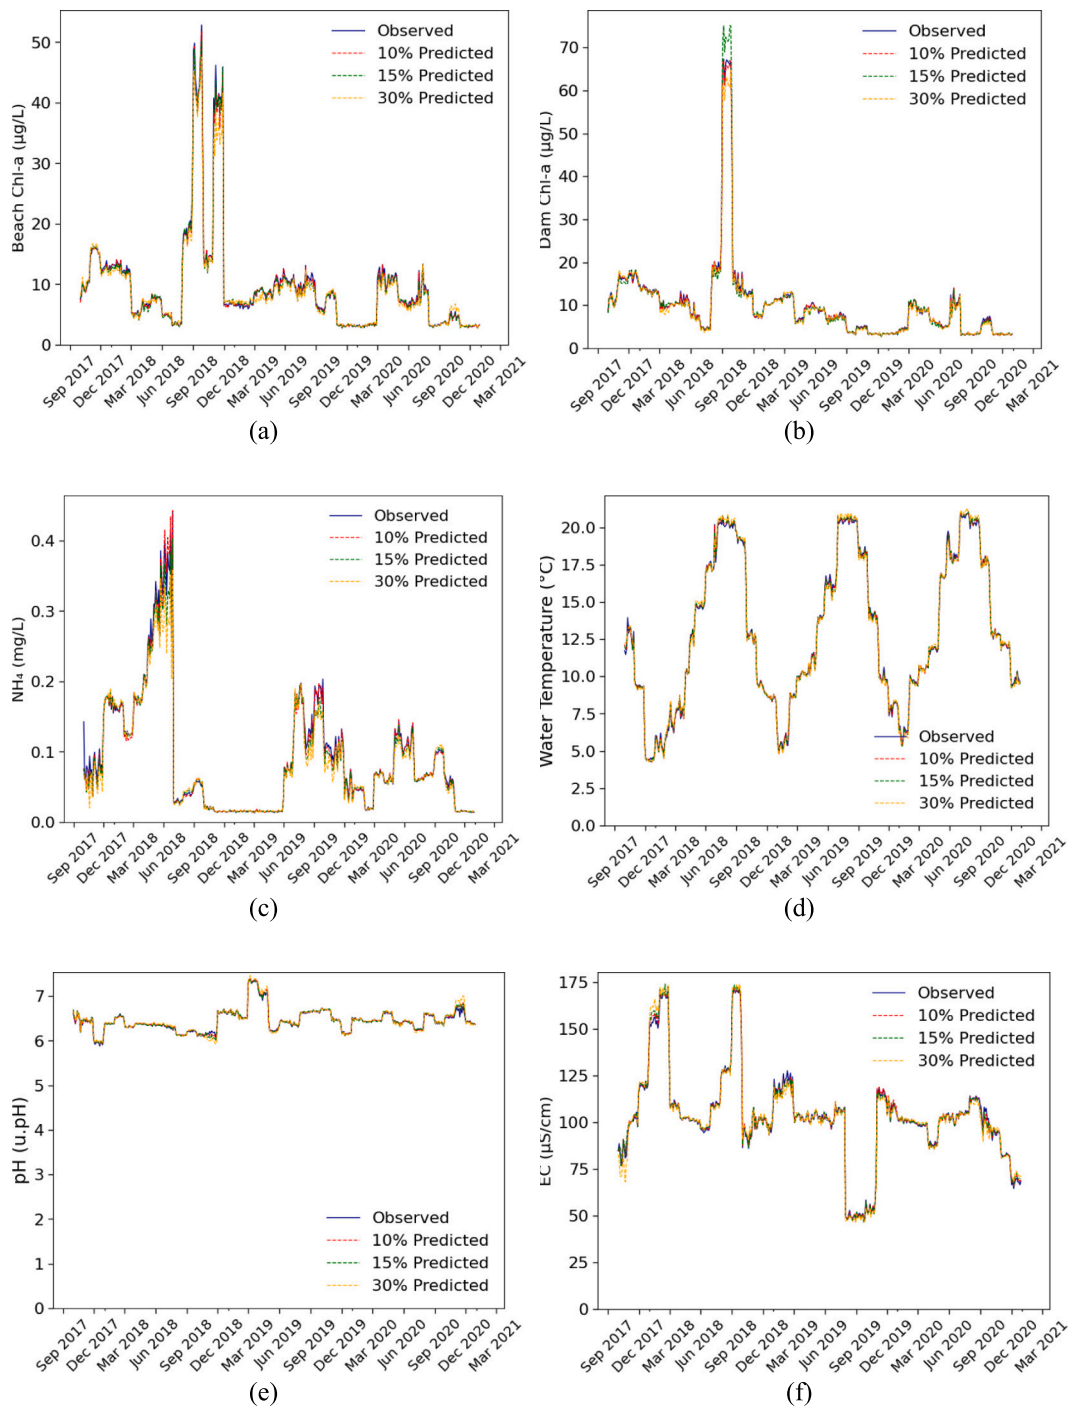 Beach Chl-a (µg/L)
50
40
30
20
10
0
Observed
10% Predicted
15% Predicted
30% Predicted
Sep 2017
Dec 2017
Mar 2018
Jun 2018
Sep 2018
Dec 2018
Mar 2019
Jun 2019
Sep 2019
Dec 2019
Mar 2020
Jun 2020
Sep 2020
Dec 2020
Mar 2021
(a)
Dam Chl-a (µg/L)
70
60
50
40
30
20
10
0
Observed
10% Predicted
15% Predicted
30% Predicted
Sep 2017
Dec 2017
Mar 2018
Jun 2018
Sep 2018
Dec 2018
Mar 2019
Jun 2019
Sep 2019
Dec 2019
Mar 2020
Jun 2020
Sep 2020
Dec 2020
Mar 2021
(b)
NH₄ (mg/L)
0.4
0.3
0.2
0.1
0.0
Observed
10% Predicted
15% Predicted
30% Predicted
Sep 2017
Dec 2017
Mar 2018
Jun 2018
Sep 2018
Dec 2018
Mar 2019
Jun 2019
Sep 2019
Dec 2019
Mar 2020
Jun 2020
Sep 2020
Dec 2020
Mar 2021
(c)
Water Temperature (°C)
20.0
17.5
15.0
12.5
10.0
7.5
5.0
2.5
0.0
Observed
10% Predicted
15% Predicted
30% Predicted
Sep 2017
Dec 2017
Mar 2018
Jun 2018
Sep 2018
Dec 2018
Mar 2019
Jun 2019
Sep 2019
Dec 2019
Mar 2020
Jun 2020
Sep 2020
Dec 2020
Mar 2021
(d)
pH (u.pH)
7
6
5
4
3
2
1
0
Observed
10% Predicted
15% Predicted
30% Predicted
Sep 2017
Dec 2017
Mar 2018
Jun 2018
Sep 2018
Dec 2018
Mar 2019
Jun 2019
Sep 2019
Dec 2019
Mar 2020
Jun 2020
Sep 2020
Dec 2020
Mar 2021
(e)
EC (µS/cm)
175
150
125
100
75
50
25
0
Observed
10% Predicted
15% Predicted
30% Predicted
Sep 2017
Dec 2017
Mar 2018
Jun 2018
Sep 2018
Dec 2018
Mar 2019
Jun 2019
Sep 2019
Dec 2019
Mar 2020
Jun 2020
Sep 2020
Dec 2020
Mar 2021
(f)